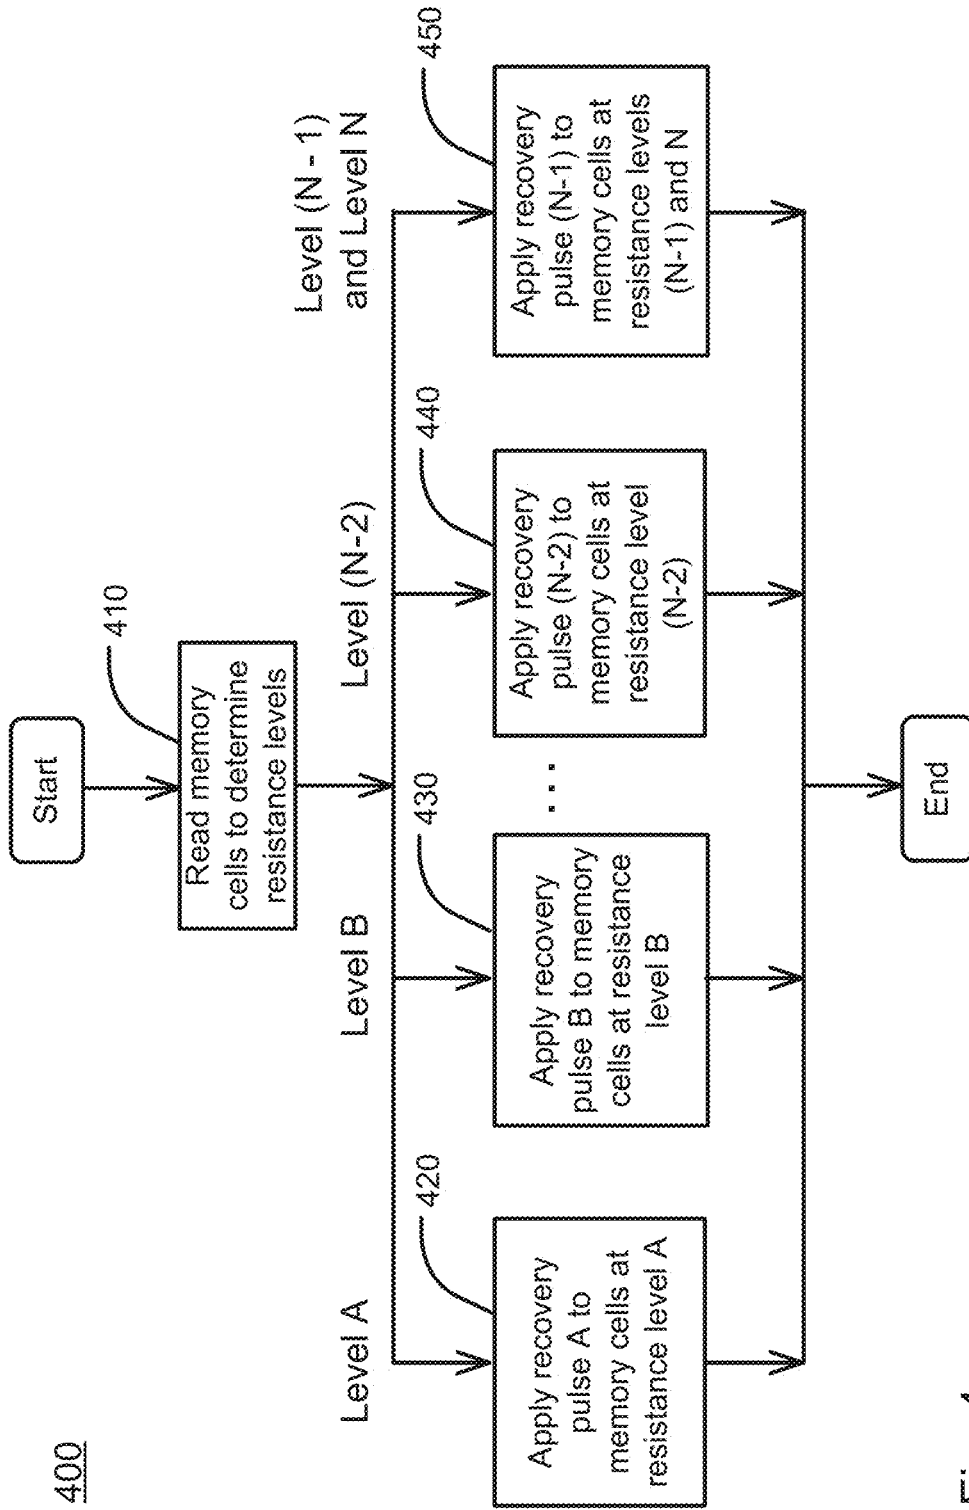 400
Start
410
Read memory
cells to determine
resistance levels
Level A
Level B
Level (N-2)
Level (N - 1)
and Level N
420
Apply recovery
pulse A to
memory cells at
resistance level A
430
Apply recovery
pulse B to memory
cells at resistance
level B
. . .
440
Apply recovery
pulse (N-2) to
memory cells at
resistance level
(N-2)
450
Apply recovery
pulse (N-1) to
memory cells at
resistance levels
(N-1) and N
End